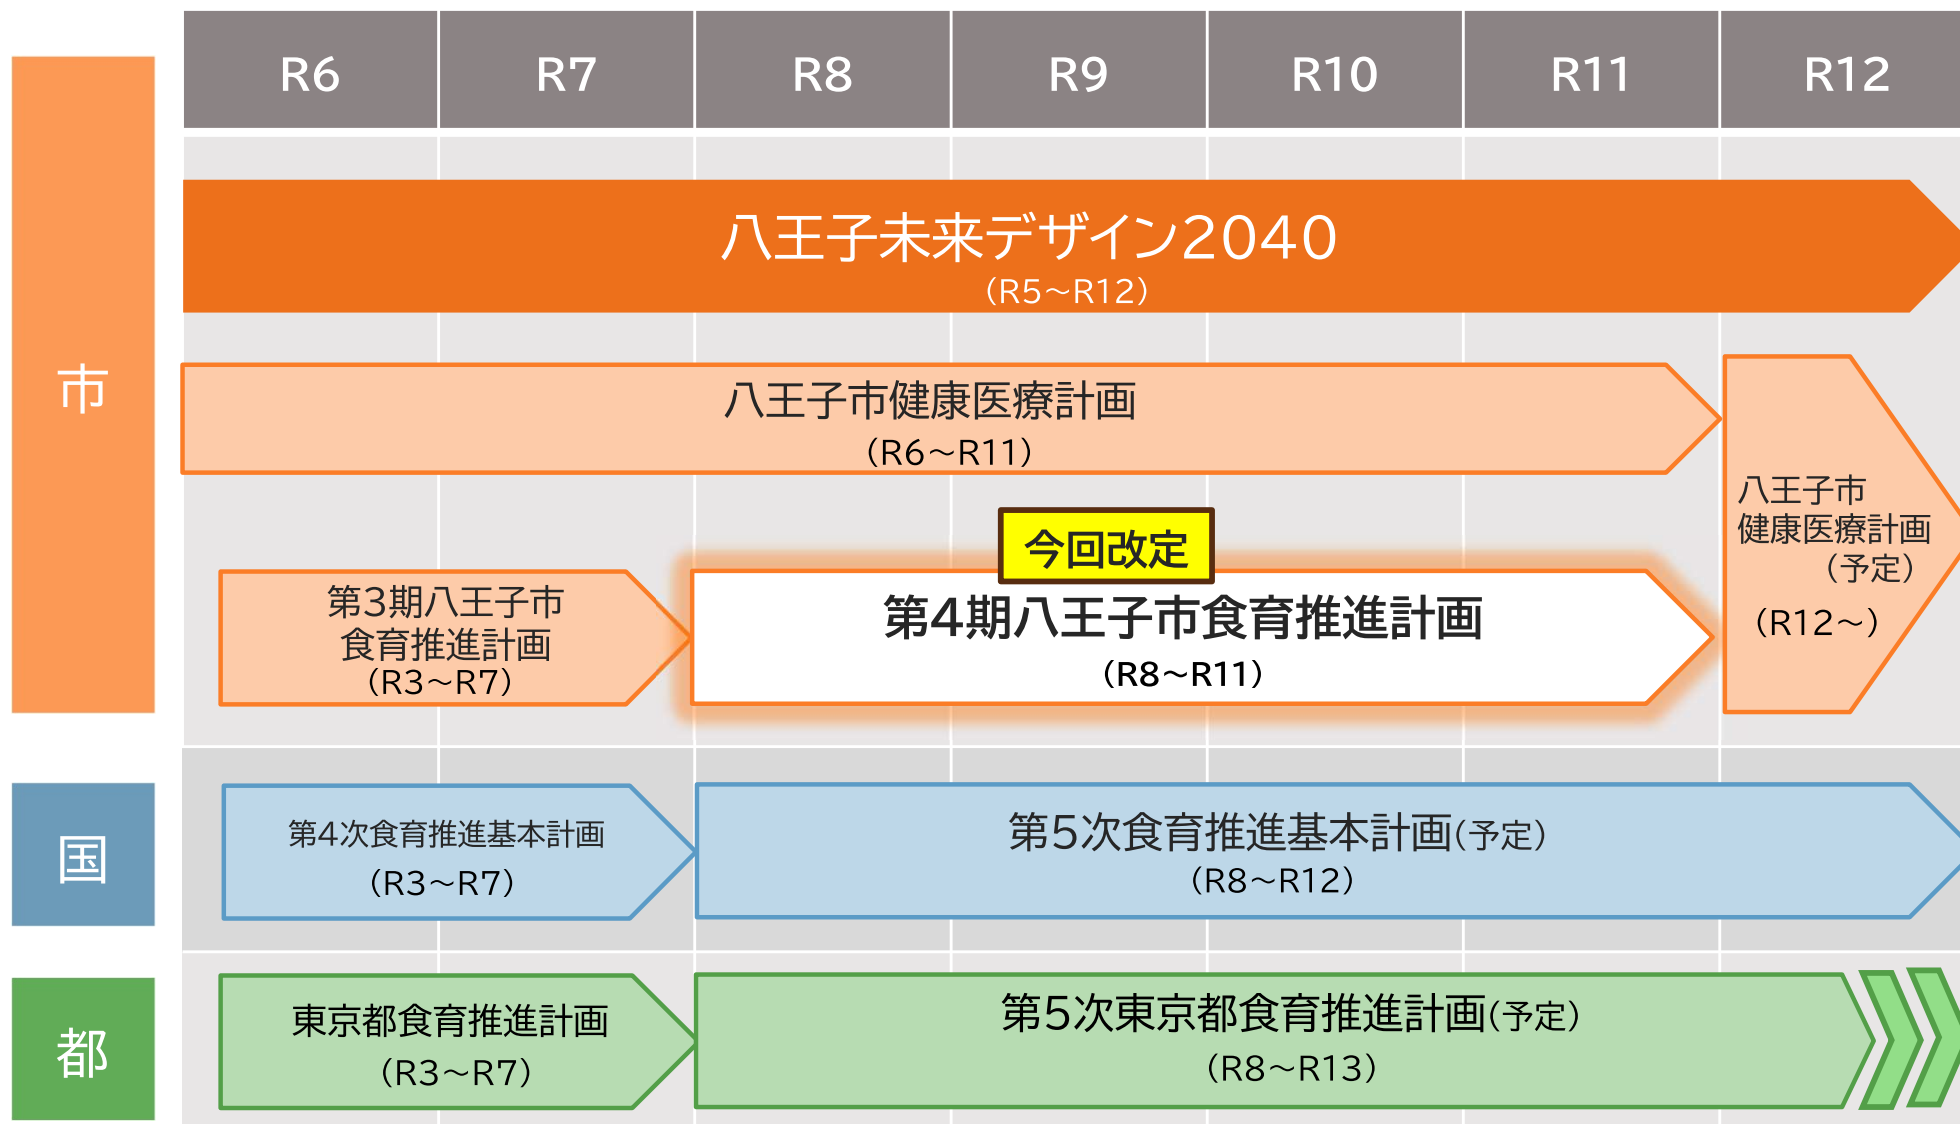 R6 R7 R8 R9 R10 R11 R12
市
八王子未来デザイン2040
（R5～R12）
八王子市健康医療計画
（R6～R11）
八王子市
健康医療計画
（予定）
（R12～）
今回改定
第3期八王子市
食育推進計画
（R3～R7）
第4期八王子市食育推進計画
（R8～R11）
国
第4次食育推進基本計画
（R3～R7）
第5次食育推進基本計画（予定）
（R8～R12）
都
東京都食育推進計画
（R3～R7）
第5次東京都食育推進計画（予定）
（R8～R13）